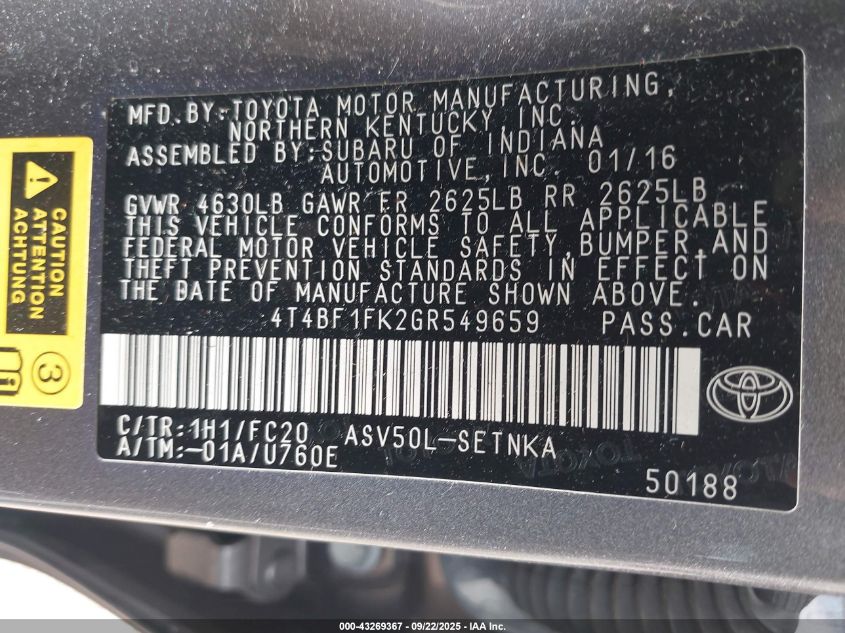 MFD.BY:TOYOTA MOTOR MANUFACTURING,
NORTHERN KENTUCKY,INC.
ASSEMBLED BY:SUBARU OF INDIANA
AUTOMOTIVE,INC. 01/16
GVWR 4630LB GAWR FR 2625LB RR 2625LB
THIS VEHICLE CONFORMS TO ALL APPLICABLE
FEDERAL MOTOR VEHICLE SAFETY,BUMPER,AND
THEFT PREVENTION STANDARDS IN EFFECT ON
THE DATE OF MANUFACTURE SHOWN ABOVE.
4T4BF1FK2GR549659 PASS.CAR
C/TR:1H1/FC20 ASV50L-SETNKA
A/TM:-01A/U760E
50188
CAUTION
ATTENTION
ACHTUNG
3
TOYOTA
000-43269367 - 09/22/2025 - IAA Inc.